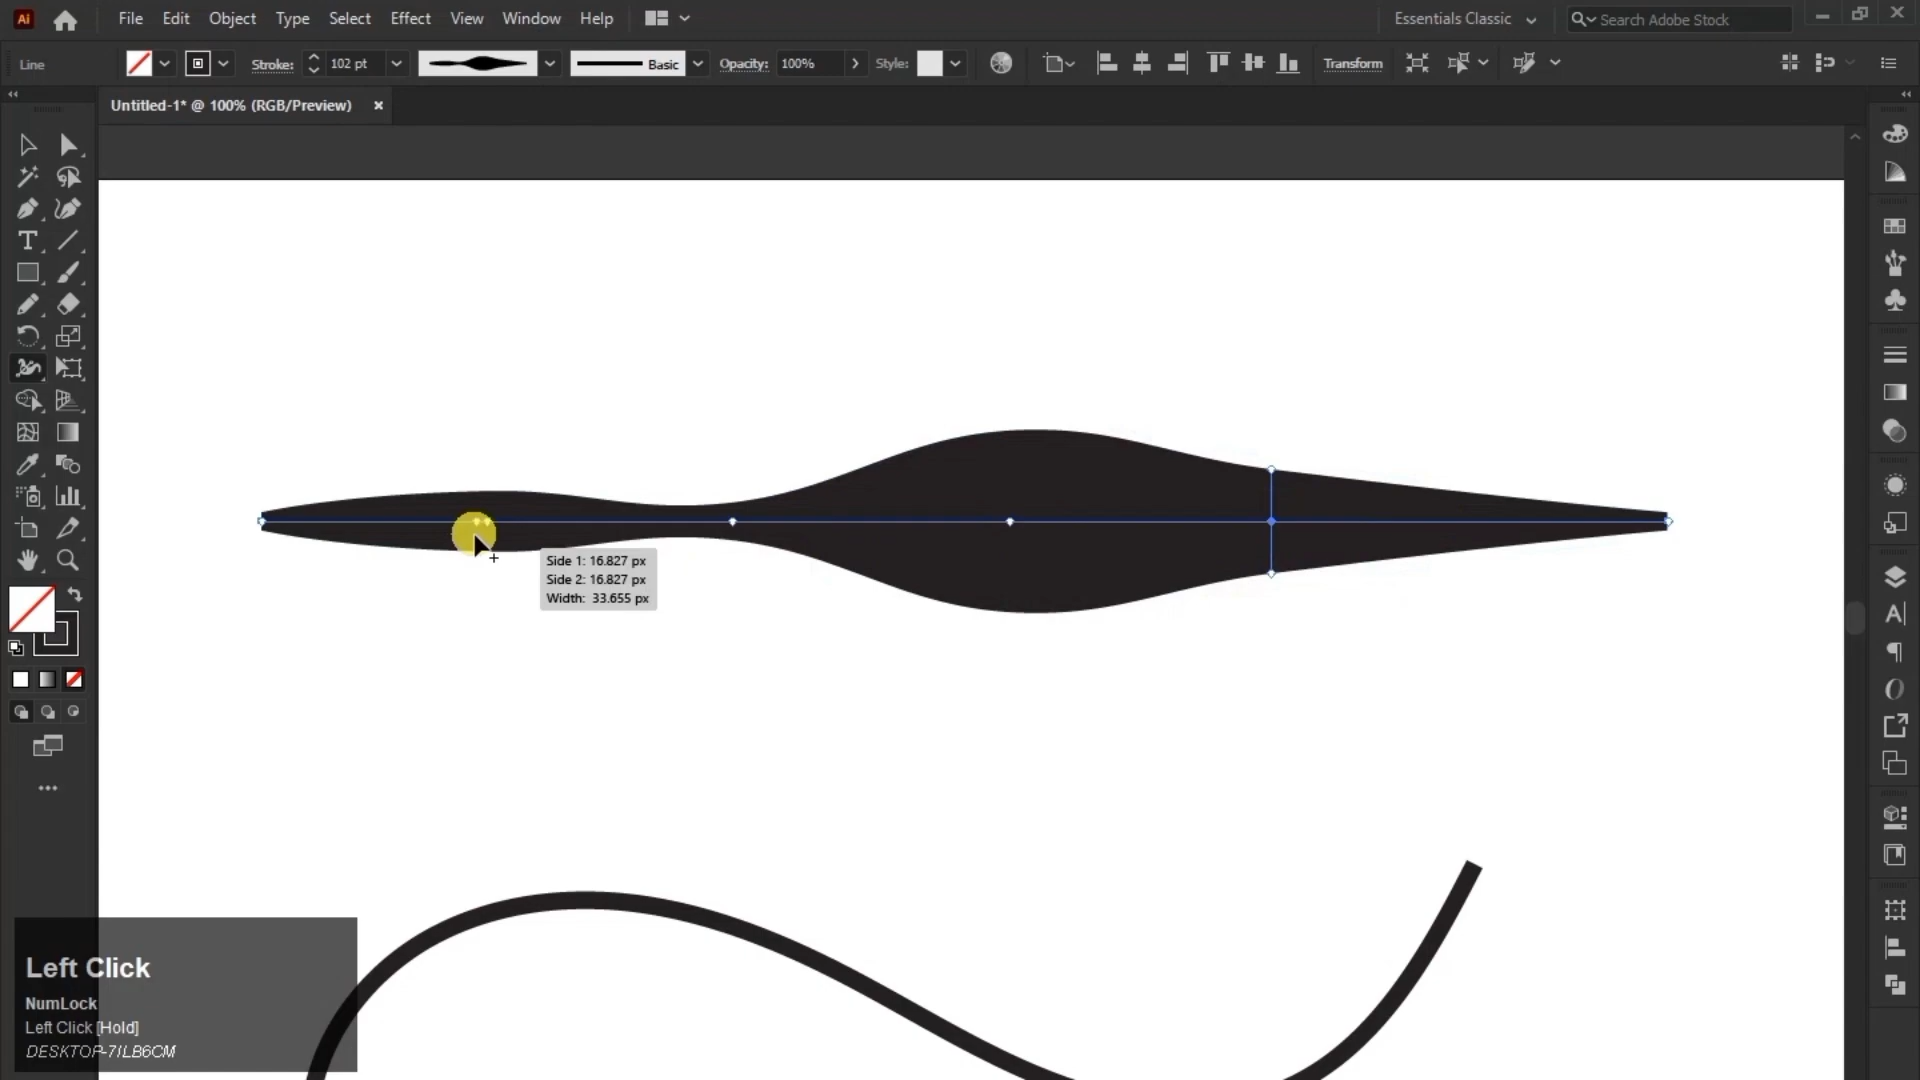 Ai File Edit Object Type Select Effect View Window Help Essentials Classic Search Adobe Stock
Line Stroke: 102 pt Basic Opacity: 100% Style: Transform
Untitled-1* @ 100% (RGB/Preview) ×
Side 1: 16.827 px
Side 2: 16.827 px
Width: 33.655 px
Left Click
NumLock
Left Click [Hold]
DESKTOP-7ILB6CM